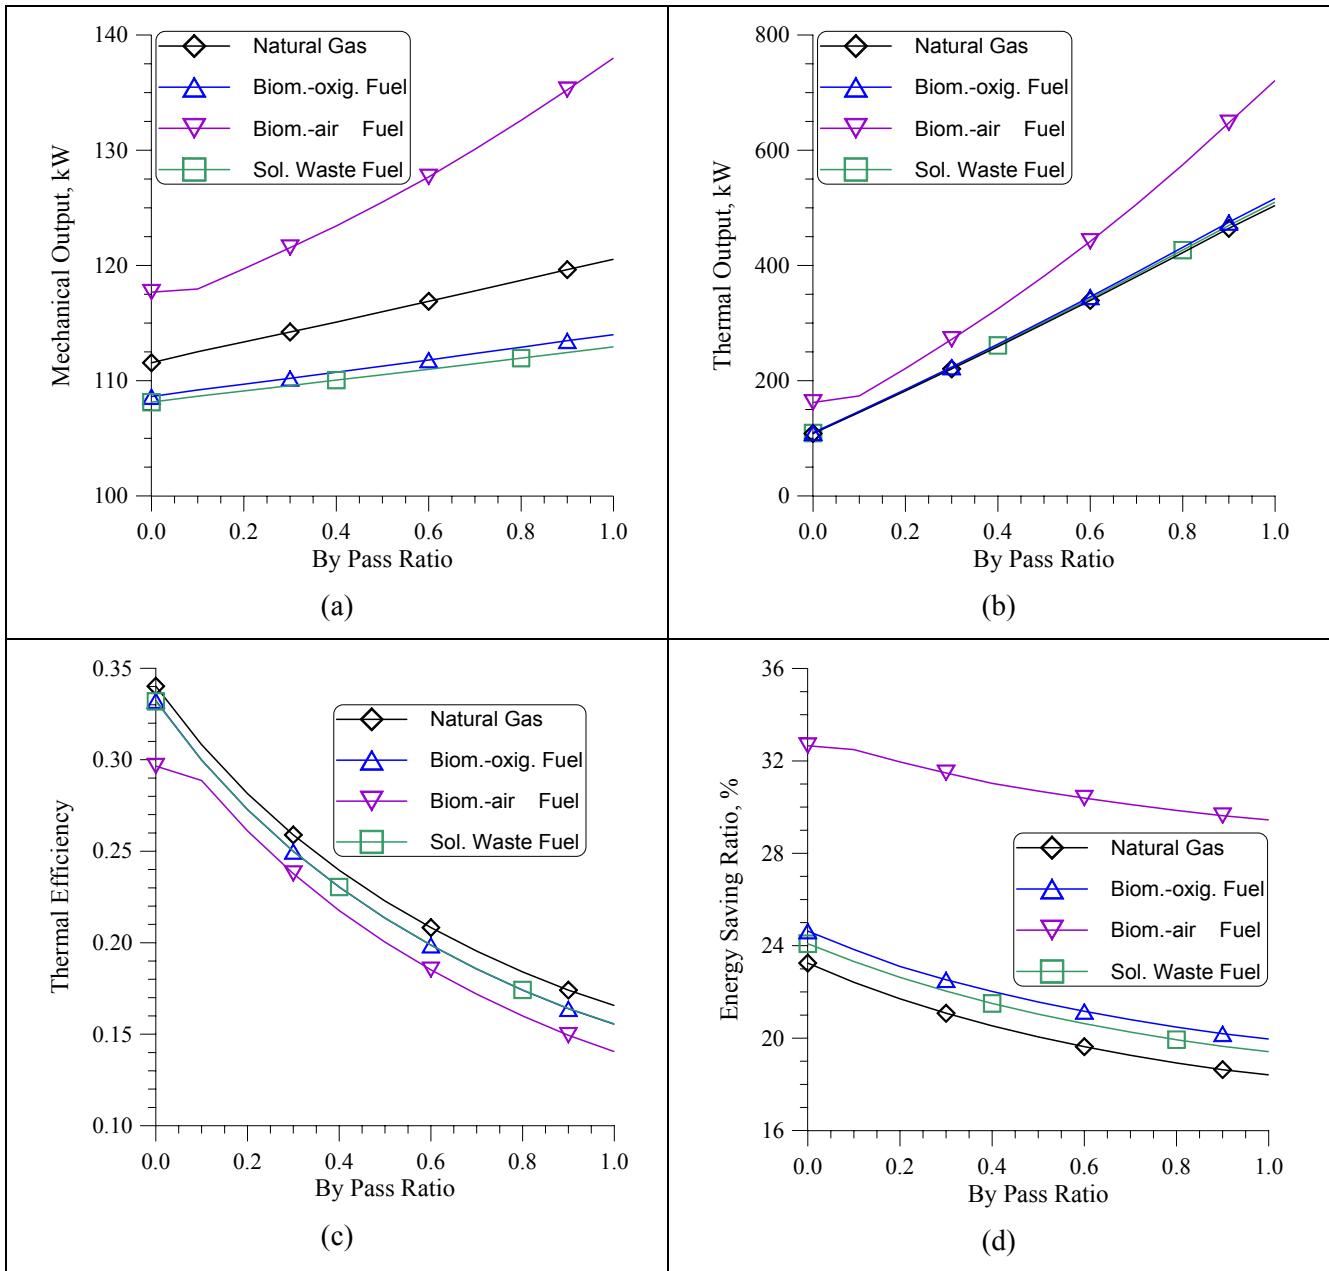 Natural Gas
Biom.-oxig. Fuel
Biom.-air Fuel
Sol. Waste Fuel
140
130
120
110
100
Mechanical Output, kW
0.0 0.2 0.4 0.6 0.8 1.0
By Pass Ratio
(a)
Natural Gas
Biom.-oxig. Fuel
Biom.-air Fuel
Sol. Waste Fuel
800
600
400
200
0
Thermal Output, kW
0.0 0.2 0.4 0.6 0.8 1.0
By Pass Ratio
(b)
Natural Gas
Biom.-oxig. Fuel
Biom.-air Fuel
Sol. Waste Fuel
0.35
0.30
0.25
0.20
0.15
0.10
Thermal Efficiency
0.0 0.2 0.4 0.6 0.8 1.0
By Pass Ratio
(c)
36
32
28
24
20
16
Energy Saving Ratio, %
Natural Gas
Biom.-oxig. Fuel
Biom.-air Fuel
Sol. Waste Fuel
0.0 0.2 0.4 0.6 0.8 1.0
By Pass Ratio
(d)